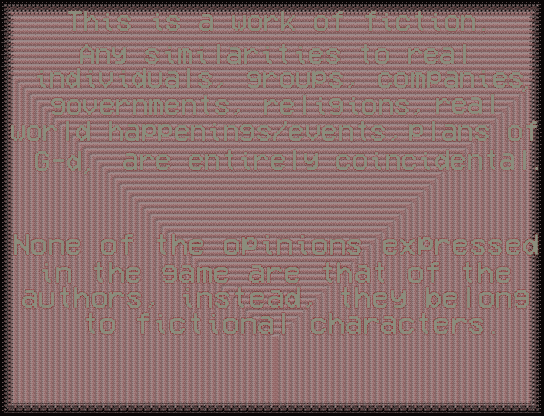 This is a work of fiction
Any similarities to real
individuals, groups, companies
governments, religions, real
world happenings/events, plans of
G-d, are entirely coincidental.
None of the opinions expressed
in the game are that of the
authors, instead, they belong
to fictional characters.